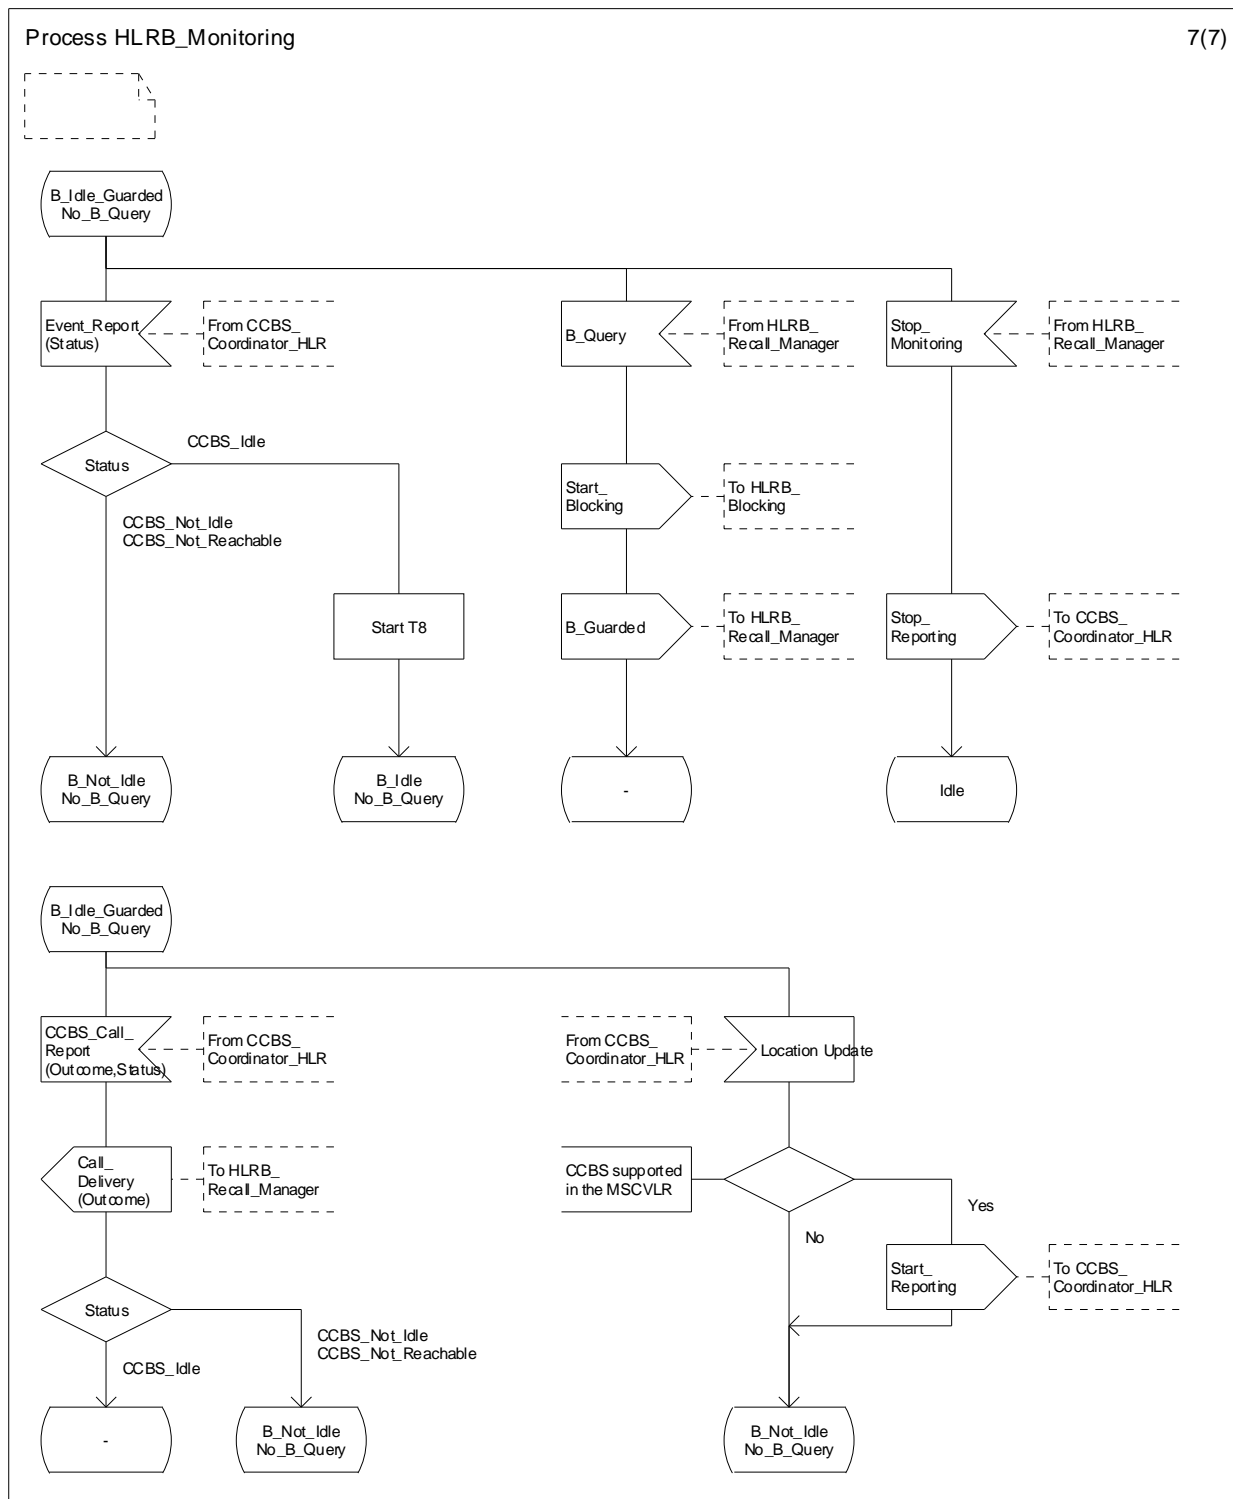 Process HLRB_Monitoring
7(7)
B_Idle_Guarded
No_B_Query
Event_Report
(Status)
From CCBS_
Coordinator_HLR
B_Query
From HLRB_
Recall_Manager
Stop_
Monitoring
From HLRB_
Recall_Manager
Status
CCBS_Idle
CCBS_Not_Idle
CCBS_Not_Reachable
Start_
Blocking
To HLRB_
Blocking
Start T8
B_Guarded
To HLRB_
Recall_Manager
Stop_
Reporting
To CCBS_
Coordinator_HLR
B_Not_Idle
No_B_Query
B_Idle
No_B_Query
-
Idle
B_Idle_Guarded
No_B_Query
CCBS_Call_
Report
(Outcome,Status)
From CCBS_
Coordinator_HLR
From CCBS_
Coordinator_HLR
Location Update
Call_
Delivery
(Outcome)
To HLRB_
Recall_Manager
CCBS supported
in the MSCVLR
Yes
No
Start_
Reporting
To CCBS_
Coordinator_HLR
Status
CCBS_Not_Idle
CCBS_Not_Reachable
CCBS_Idle
-
B_Not_Idle
No_B_Query
B_Not_Idle
No_B_Query